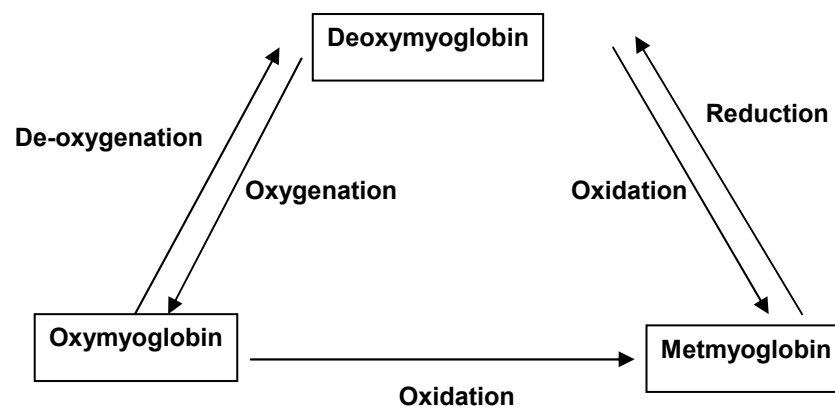 Deoxymyoglobin
Reduction
De-oxygenation
Oxygenation
Oxidation
Oxymyoglobin
Metmyoglobin
Oxidation